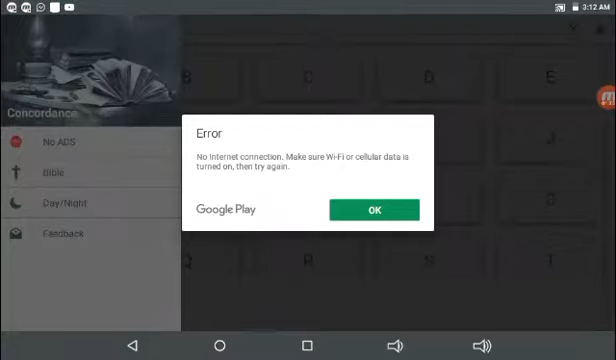 3:12 AM
B C D E
Concordance
Error
No ADS
J
No Internet connection. Make sure Wi-Fi or cellular data is
turned on, then try again.
Bible
Day/Night
Google Play
OK
Feedback
Q R S T